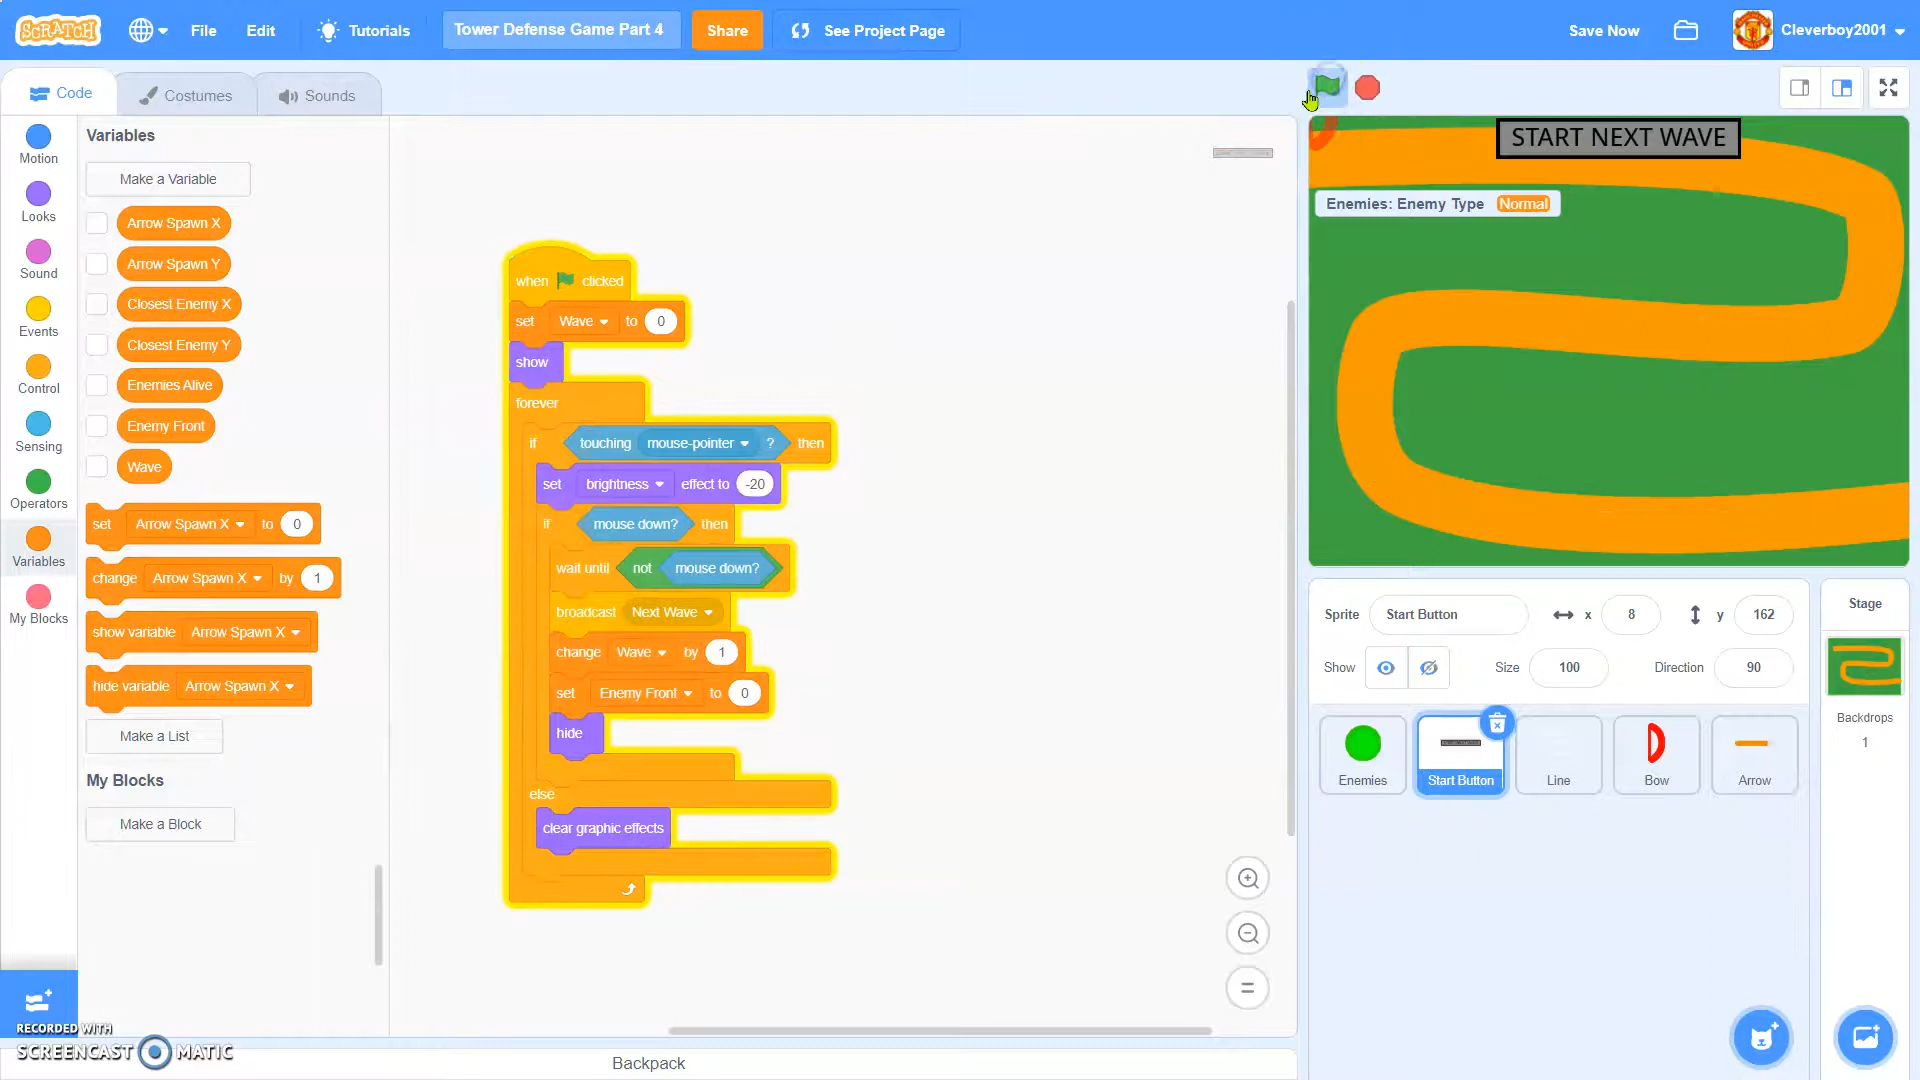 SCRATCH
File
Edit
Tutorials
Tower Defense Game Part 4
Share
See Project Page
Save Now
Cleverboy2001
Code
Costumes
Sounds
Motion
Looks
Sound
Events
Control
Sensing
Operators
Variables
My Blocks
Variables
Make a Variable
Arrow Spawn X
Arrow Spawn Y
Closest Enemy X
Closest Enemy Y
Enemies Alive
Enemy Front
Wave
set Arrow Spawn X to 0
change Arrow Spawn X by 1
show variable Arrow Spawn X
hide variable Arrow Spawn X
Make a List
My Blocks
Make a Block
when clicked
set Wave to 0
show
forever
if touching mouse-pointer ? then
set brightness effect to -20
if mouse down? then
wait until not mouse down?
broadcast Next Wave
change Wave by 1
set Enemy Front to 0
hide
else
clear graphic effects
START NEXT WAVE
Enemies: Enemy Type Normal
Sprite Start Button x 8 y 162
Show Size 100 Direction 90
Enemies
Start Button
Line
Bow
Arrow
Stage
Backdrops
1
Backpack
RECORDED WITH
SCREENCAST MATIC